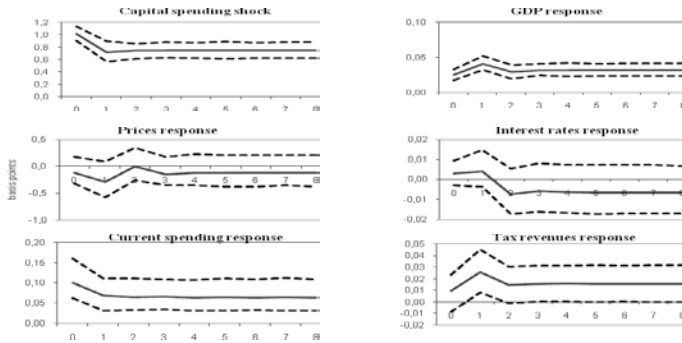 Capital spending shock
1,2
1,0
0,8
0,6
0,4
0,2
0,0
0 1 2 3 4 5 6 7 8
GDP response
0,10
0,05
0,00
0 1 2 3 4 5 6 7 8
Prices response
basis points
0,5
0,0
-0,5
-1,0
0 1 2 3 4 5 6 7 8
Interest rates response
0,02
0,01
0,00
-0,01
-0,02
0 1 2 3 4 5 6 7 8
Current spending response
0,20
0,15
0,10
0,05
0,00
0 1 2 3 4 5 6 7 8
Tax revenues response
0,05
0,04
0,03
0,02
0,01
0,00
-0,01
-0,02
0 1 2 3 4 5 6 7 8